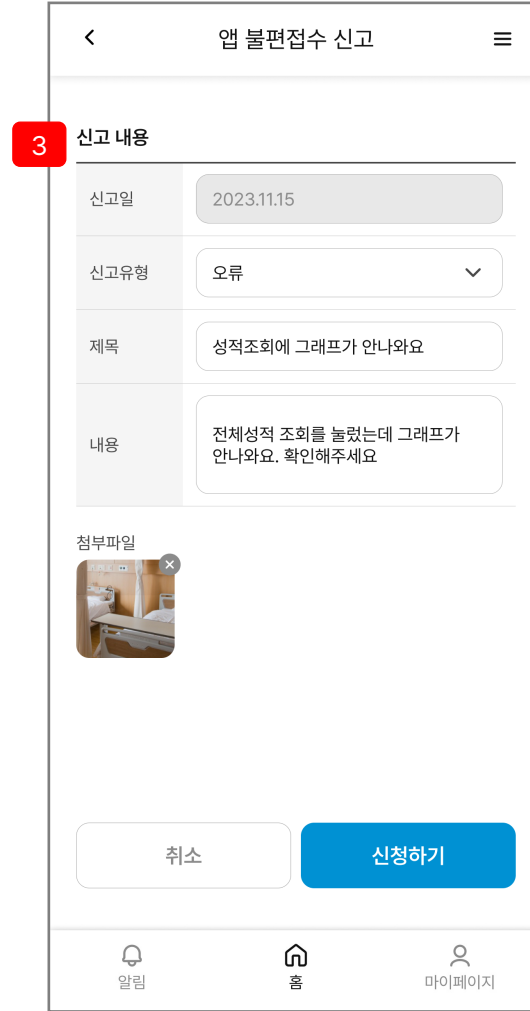 앱 불편접수 신고
3
신고 내용
신고일
2023.11.15
신고유형
오류
제목
성적조회에 그래프가 안나와요
내용
전체성적 조회를 눌렀는데 그래프가
안나와요. 확인해주세요
첨부파일
취소
신청하기
알림
홈
마이페이지